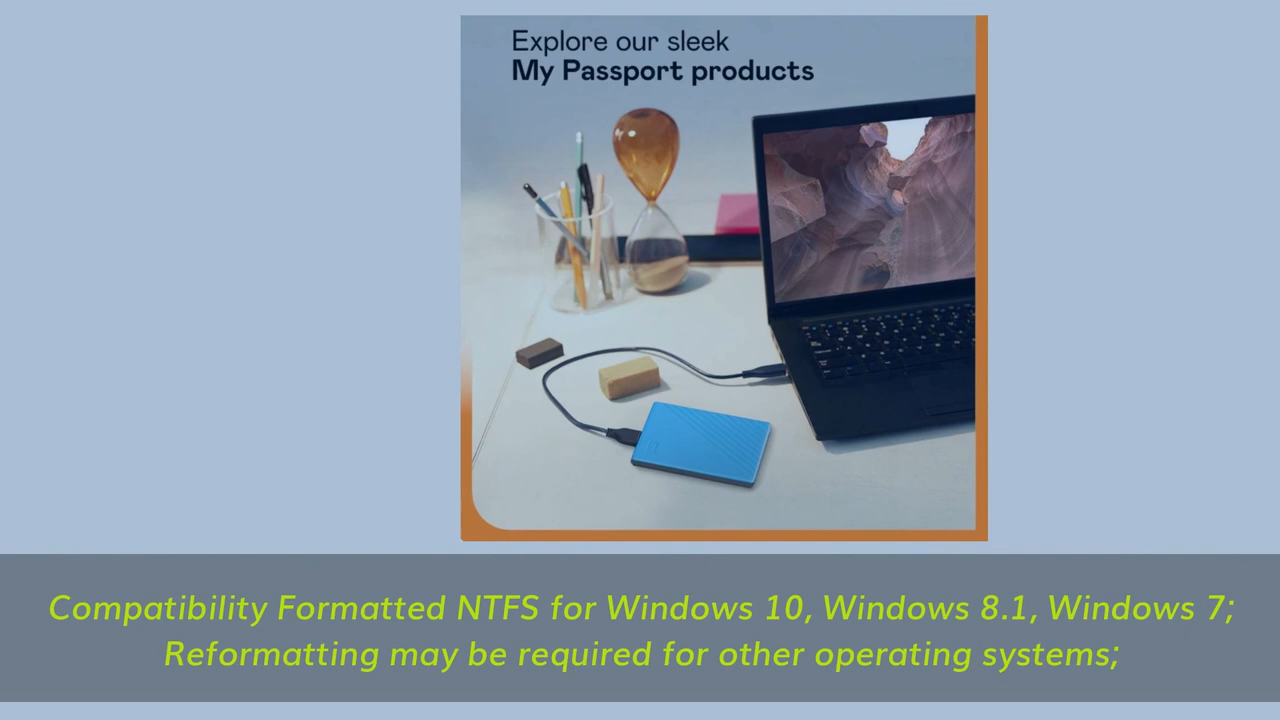 Explore our sleek
My Passport products
Compatibility Formatted NTFS for Windows 10, Windows 8.1, Windows 7;
Reformatting may be required for other operating systems;